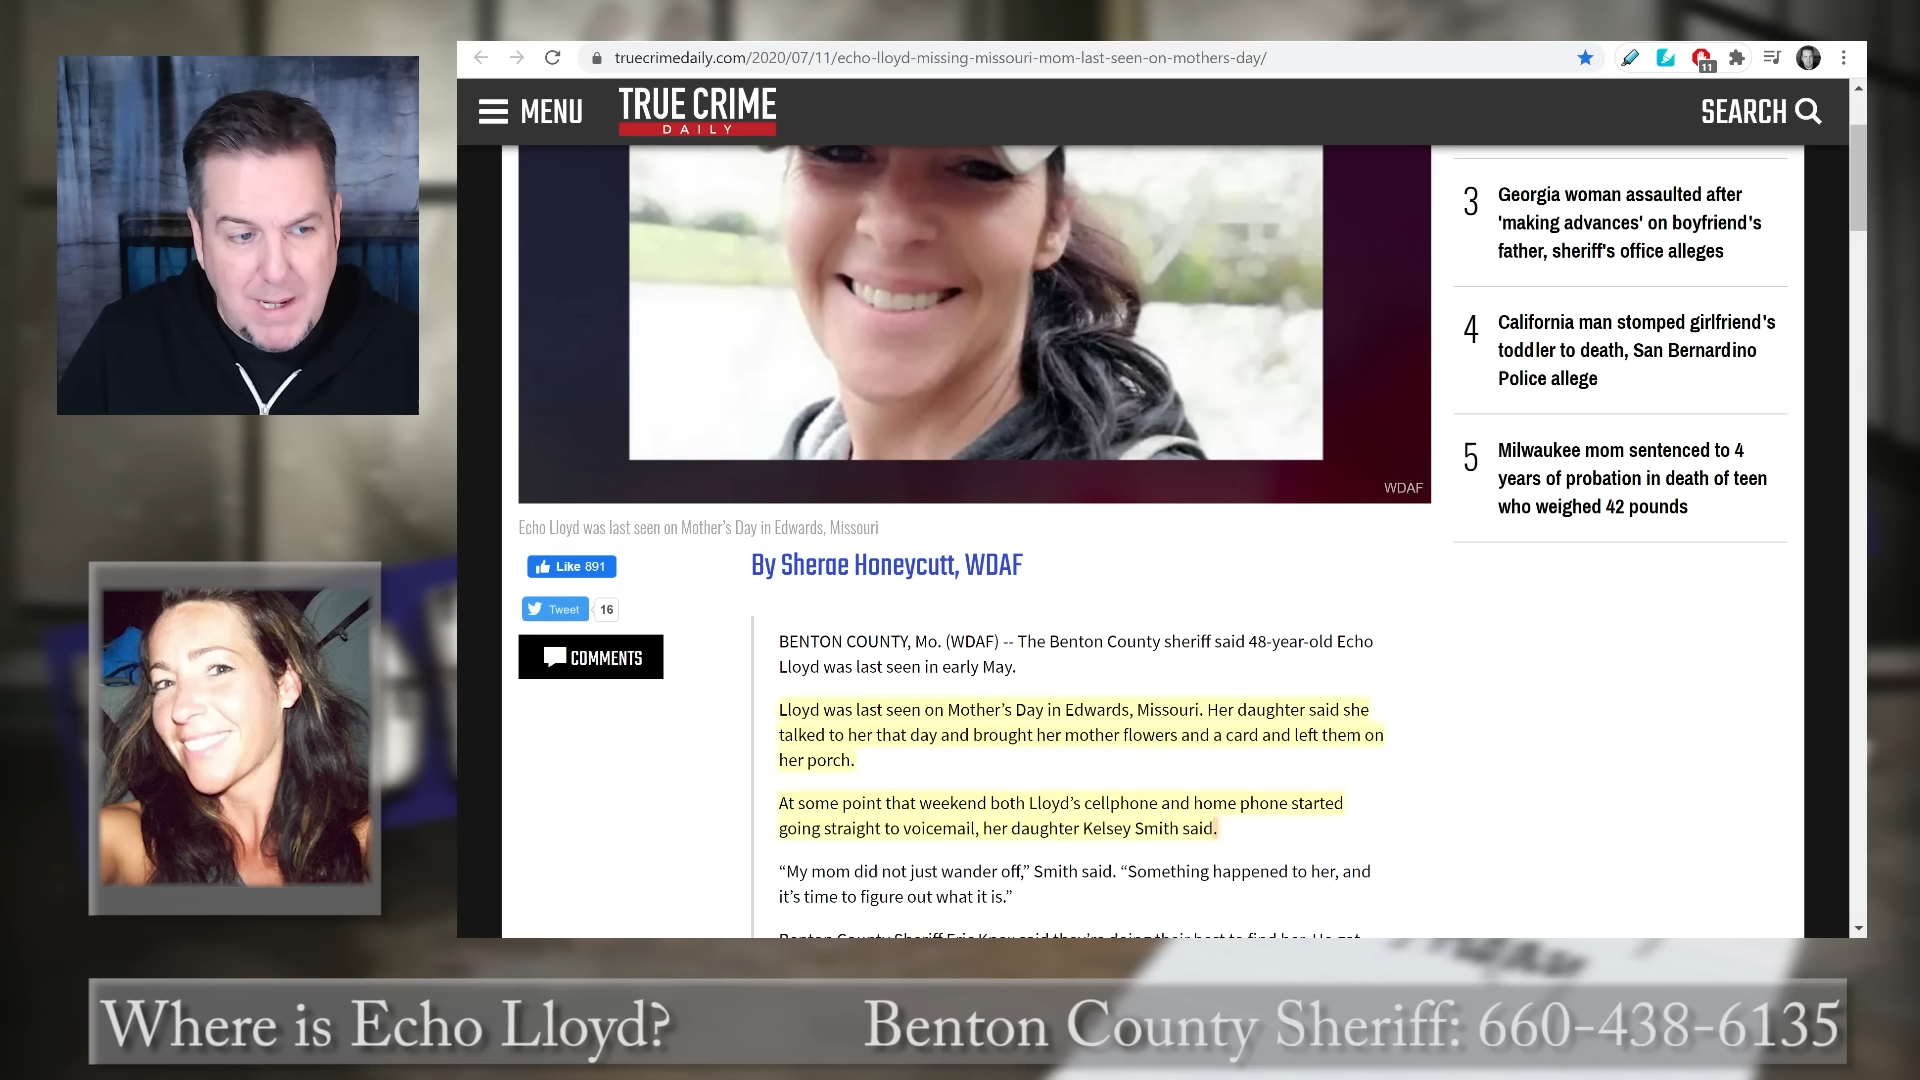 truecrimedaily.com/2020/07/11/echo-lloyd-missing-missouri-mom-last-seen-on-mothers-day/
11
MENU
TRUE CRIME
DAILY
SEARCH
WDAF
Echo Lloyd was last seen on Mother's Day in Edwards, Missouri
Like 891
Tweet
16
COMMENTS
By Sherae Honeycutt, WDAF
BENTON COUNTY, Mo. (WDAF) -- The Benton County sheriff said 48-year-old Echo
Lloyd was last seen in early May.
Lloyd was last seen on Mother’s Day in Edwards, Missouri. Her daughter said she
talked to her that day and brought her mother flowers and a card and left them on
her porch.
At some point that weekend both Lloyd’s cellphone and home phone started
going straight to voicemail, her daughter Kelsey Smith said.
“My mom did not just wander off,” Smith said. “Something happened to her, and
it’s time to figure out what it is.”
3
Georgia woman assaulted after
'making advances' on boyfriend's
father, sheriff's office alleges
4
California man stomped girlfriend's
toddler to death, San Bernardino
Police allege
5
Milwaukee mom sentenced to 4
years of probation in death of teen
who weighed 42 pounds
Where is Echo Lloyd?
Benton County Sheriff: 660-438-6135